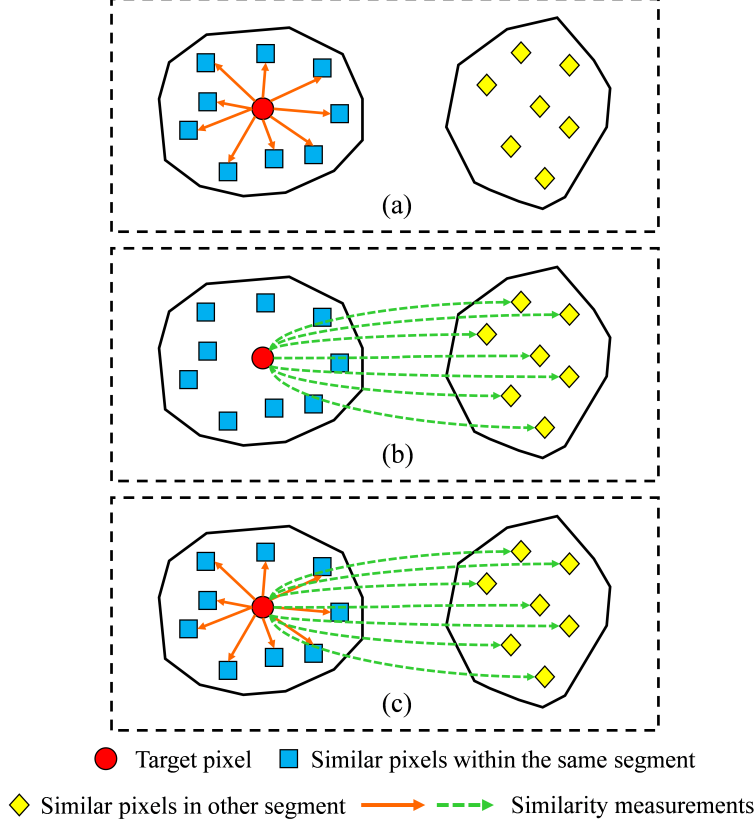 (a)
(b)
(c)
Target pixel Similar pixels within the same segment
Similar pixels in other segment Similarity measurements